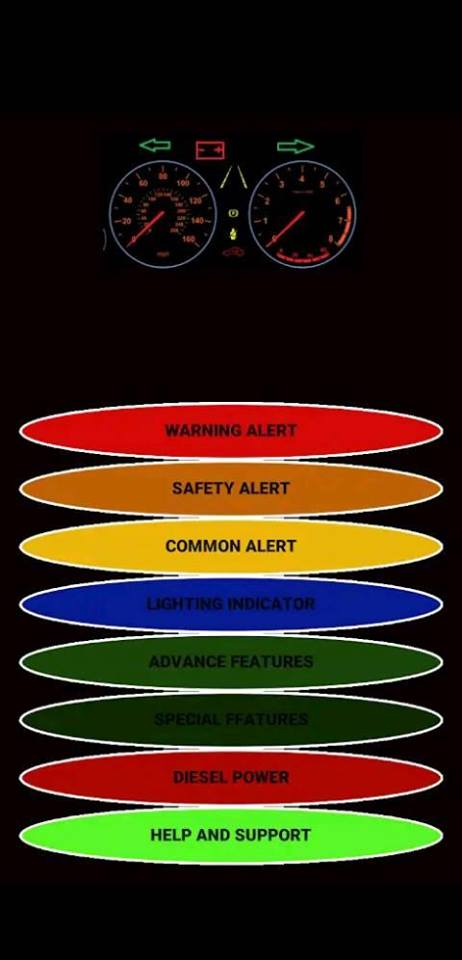 60 80 100
40 120
20 140
0 160
3 4 5
2 6
1 7
0 8
WARNING ALERT
SAFETY ALERT
COMMON ALERT
LIGHTING INDICATOR
ADVANCE FEATURES
SPECIAL FFATURES
DIESEL POWER
HELP AND SUPPORT